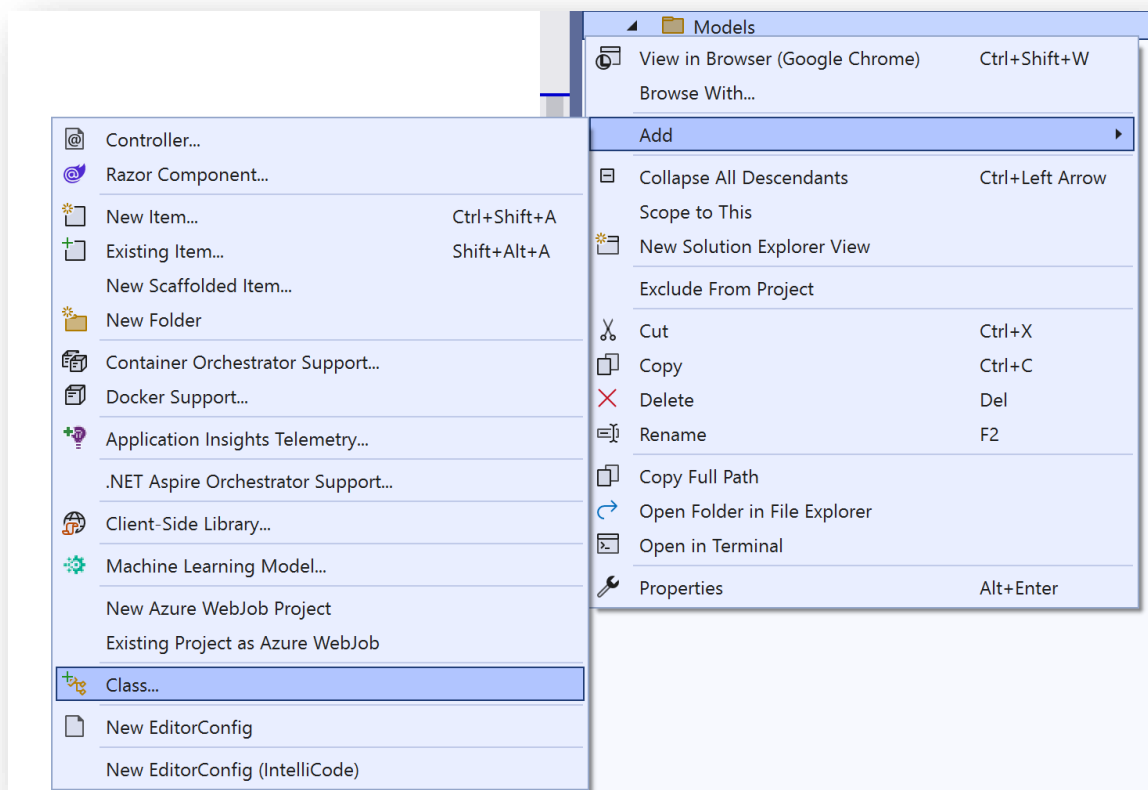 Models
View in Browser (Google Chrome) Ctrl+Shift+W
Browse With...
Add
Collapse All Descendants Ctrl+Left Arrow
Scope to This
New Solution Explorer View
Exclude From Project
Cut Ctrl+X
Copy Ctrl+C
Delete Del
Rename F2
Copy Full Path
Open Folder in File Explorer
Open in Terminal
Properties Alt+Enter
Controller...
Razor Component...
New Item... Ctrl+Shift+A
Existing Item... Shift+Alt+A
New Scaffolded Item...
New Folder
Container Orchestrator Support...
Docker Support...
Application Insights Telemetry...
.NET Aspire Orchestrator Support...
Client-Side Library...
Machine Learning Model...
New Azure WebJob Project
Existing Project as Azure WebJob
Class...
New EditorConfig
New EditorConfig (IntelliCode)